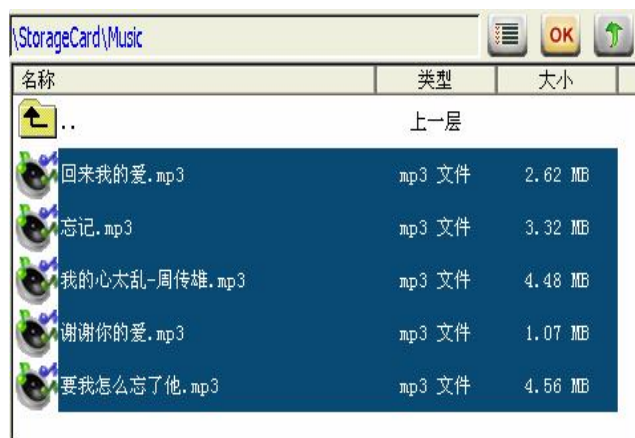 \StorageCard\Music OK
名称 类型 大小
.. 上一层
回来我的爱.mp3 mp3 文件 2.62 MB
忘记.mp3 mp3 文件 3.32 MB
我的心太乱-周传雄.mp3 mp3 文件 4.48 MB
谢谢你的爱.mp3 mp3 文件 1.07 MB
要我怎么忘了他.mp3 mp3 文件 4.56 MB